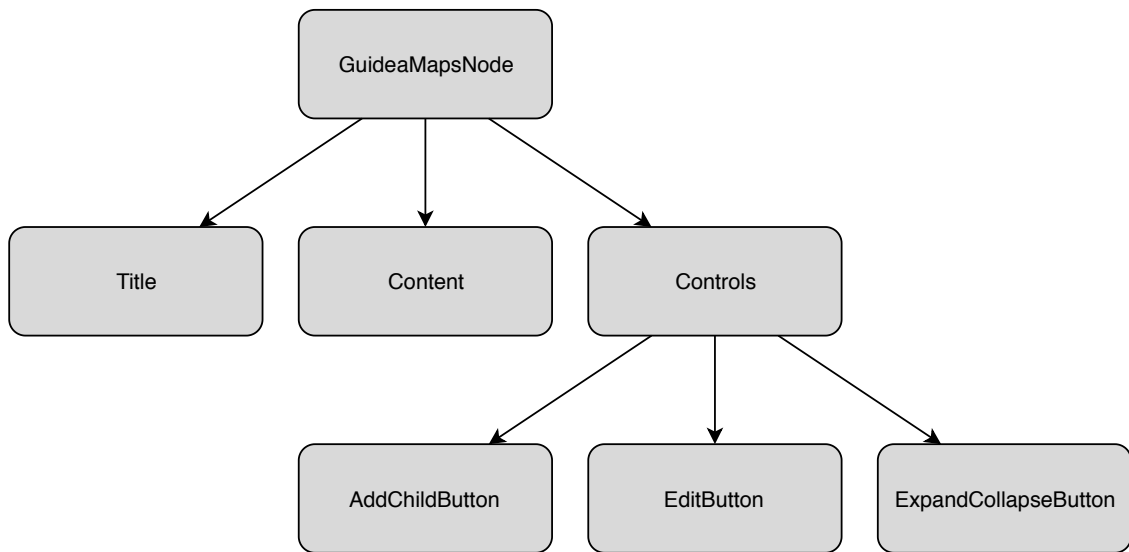 GuideaMapsNode
Title
Content
Controls
AddChildButton
EditButton
ExpandCollapseButton